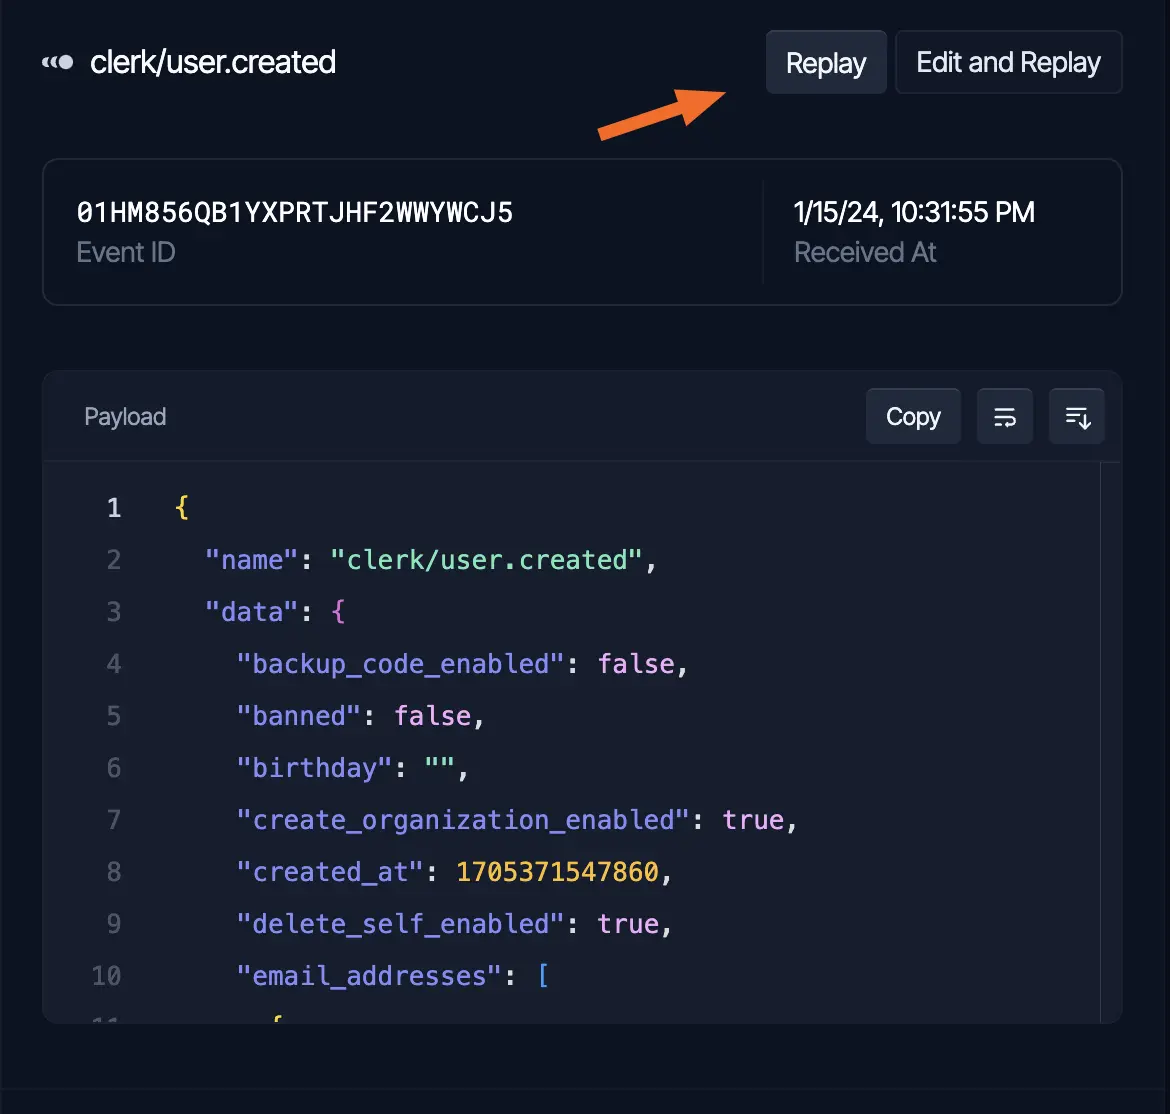 clerk/user.created
Replay
Edit and Replay
01HM856QB1YXPRTJHF2WWYWCJ5
Event ID
1/15/24, 10:31:55 PM
Received At
Payload
Copy
1 {
2 "name": "clerk/user.created",
3 "data": {
4 "backup_code_enabled": false,
5 "banned": false,
6 "birthday": "",
7 "create_organization_enabled": true,
8 "created_at": 1705371547860,
9 "delete_self_enabled": true,
10 "email_addresses": [
11 {